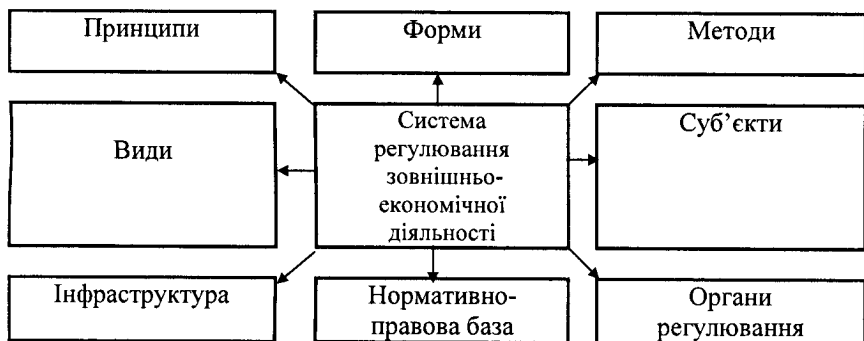 Принципи
Форми
Методи
Види
Система
регулювання
зовнішньо-
економічної
діяльності
Суб’єкти
Інфраструктура
Нормативно-
правова база
Органи
регулювання